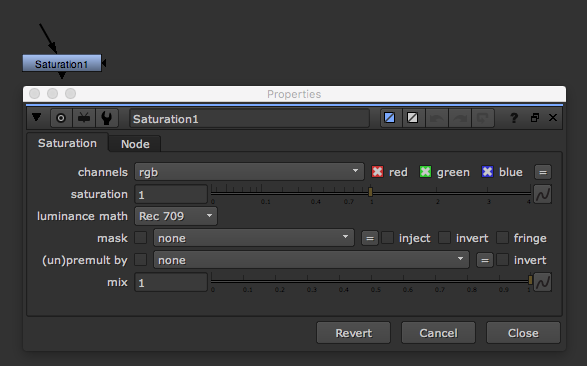 Saturation1
Properties
Saturation1 ?
Saturation Node
channels rgb red green blue =
saturation 1 0 0.1 0.4 0.7 1 2 3 4
luminance math Rec 709
mask none = inject invert fringe
(un)premult by none = invert
mix 1 0 0.1 0.2 0.3 0.4 0.5 0.6 0.7 0.8 0.9 1
Revert Cancel Close